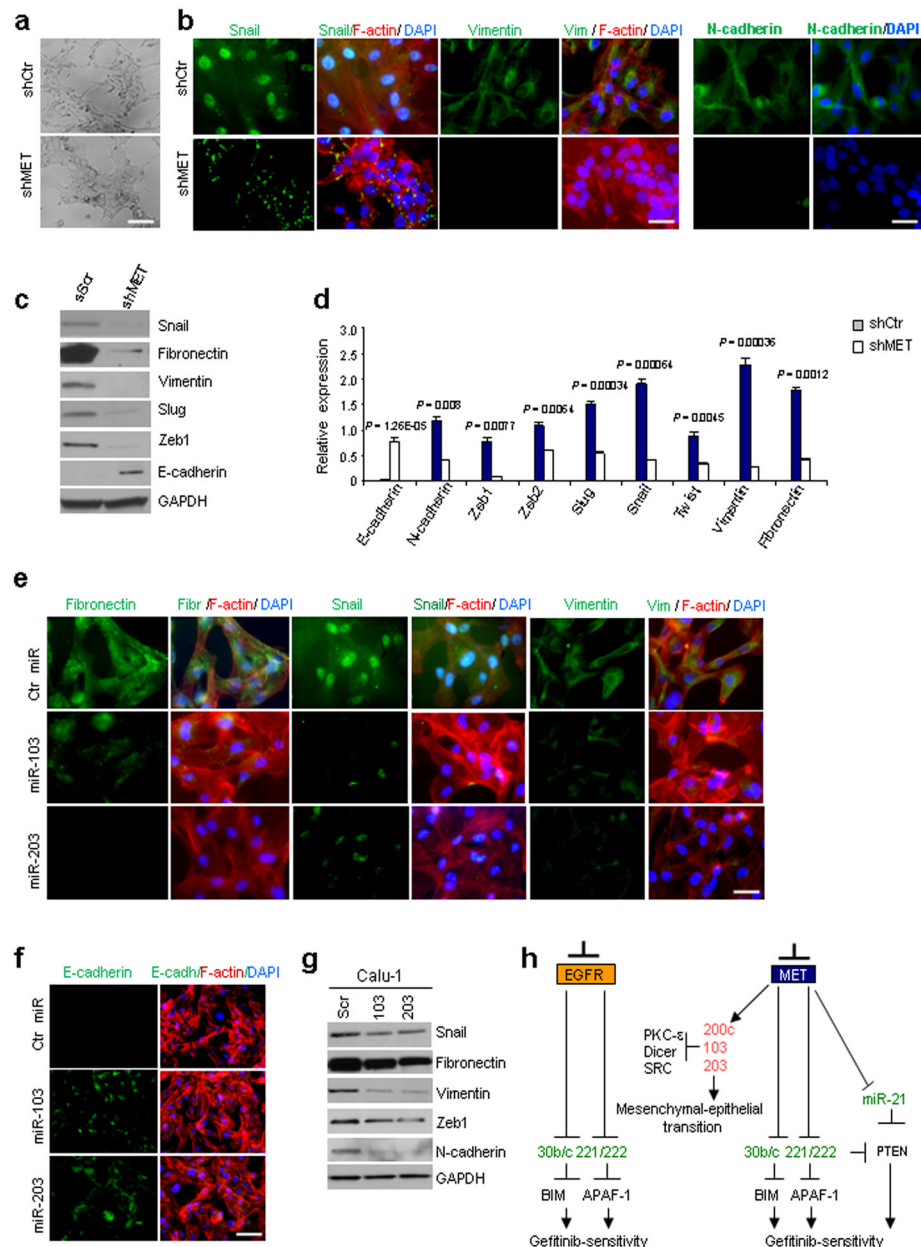 a
shCtr
shMET
b
Snail
Snail/F-actin/ DAPI
Vimentin
Vim / F-actin/ DAPI
N-cadherin
N-cadherin/DAPI
shCtr
shMET
c
siScr
shMET
Snail
Fibronectin
Vimentin
Slug
Zeb1
E-cadherin
GAPDH
d
Relative expression
3.0
2.5
2.0
1.5
1.0
0.5
0
P = 1.26E-05
P = 0.008
P = 0.0077
P = 0.0064
P = 0.00034
P = 0.00064
P = 0.0045
P = 0.00036
P = 0.0012
shCtr
shMET
E-cadherin
N-cadherin
Zeb1
Zeb2
Slug
Snail
Twist
Vimentin
Fibronectin
e
Fibronectin
Fibr /F-actin/ DAPI
Snail
Snail/F-actin/ DAPI
Vimentin
Vim / F-actin/ DAPI
Ctr miR
miR-103
miR-203
f
E-cadherin
E-cadh/F-actin/DAPI
Ctr miR
miR-103
miR-203
g
Calu-1
Scr
103
203
Snail
Fibronectin
Vimentin
Zeb1
N-cadherin
GAPDH
h
EGFR
MET
PKC-ε
Dicer
SRC
200c
103
203
Mesenchymal-epithelial
transition
miR-21
30b/c 221/222
30b/c 221/222
PTEN
BIM
APAF-1
BIM
APAF-1
Gefitinib-sensitivity
Gefitinib-sensitivity